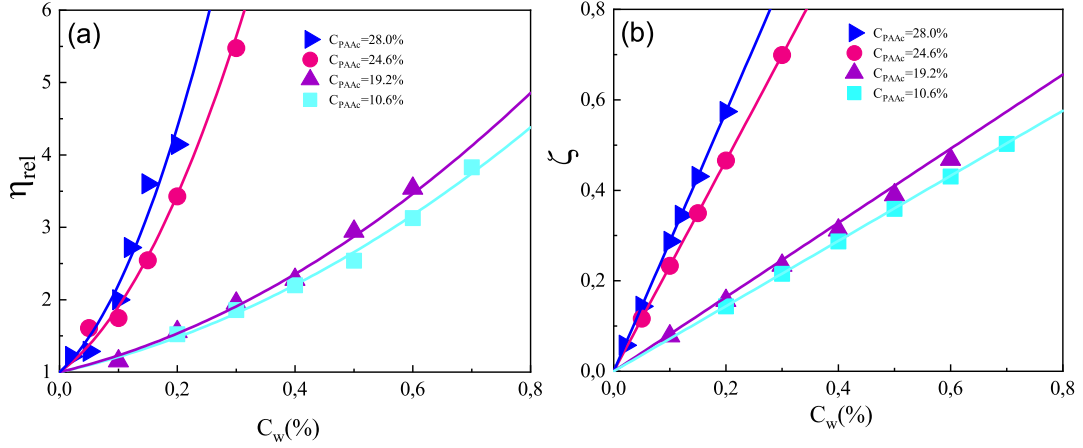 (a)
C_PAAc=28.0%
C_PAAc=24.6%
C_PAAc=19.2%
C_PAAc=10.6%
6
5
4
3
2
1
η_rel
0,0 0,2 0,4 0,6 0,8
C_w(%)
(b)
C_PAAc=28.0%
C_PAAc=24.6%
C_PAAc=19.2%
C_PAAc=10.6%
0,8
0,6
0,4
0,2
0,0
ζ
0,0 0,2 0,4 0,6 0,8
C_w(%)